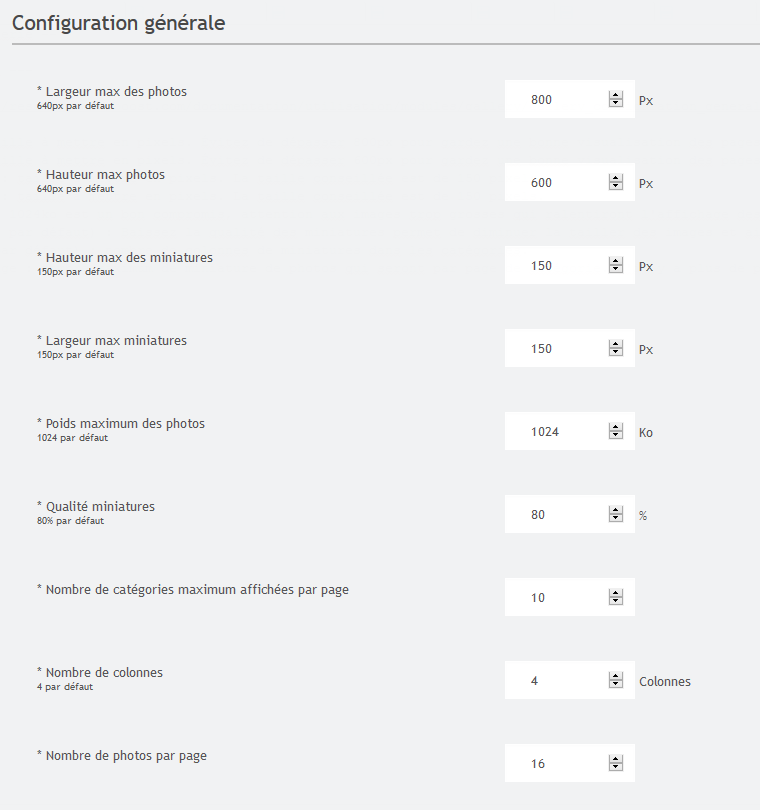 Configuration générale
* Largeur max des photos
640px par défaut
800 Px
* Hauteur max photos
640px par défaut
600 Px
* Hauteur max des miniatures
150px par défaut
150 Px
* Largeur max miniatures
150px par défaut
150 Px
* Poids maximum des photos
1024 par défaut
1024 Ko
* Qualité miniatures
80% par défaut
80 %
* Nombre de catégories maximum affichées par page
10
* Nombre de colonnes
4 par défaut
4 Colonnes
* Nombre de photos par page
16